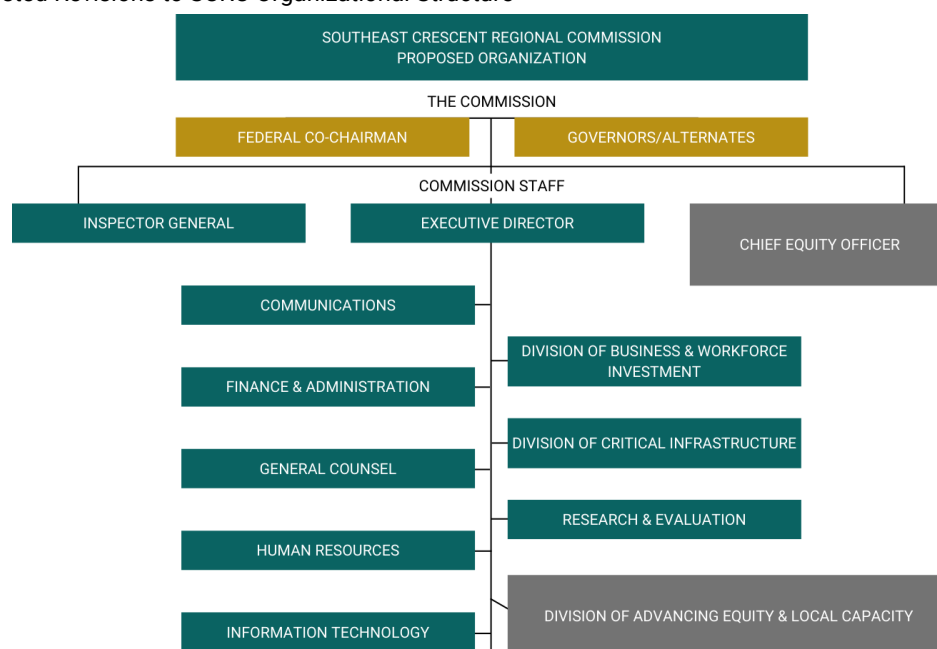 SOUTHEAST CRESCENT REGIONAL COMMISSION
PROPOSED ORGANIZATION
THE COMMISSION
FEDERAL CO-CHAIRMAN
GOVERNORS/ALTERNATES
COMMISSION STAFF
INSPECTOR GENERAL
EXECUTIVE DIRECTOR
CHIEF EQUITY OFFICER
COMMUNICATIONS
DIVISION OF BUSINESS & WORKFORCE
INVESTMENT
FINANCE & ADMINISTRATION
DIVISION OF CRITICAL INFRASTRUCTURE
GENERAL COUNSEL
RESEARCH & EVALUATION
HUMAN RESOURCES
DIVISION OF ADVANCING EQUITY & LOCAL CAPACITY
INFORMATION TECHNOLOGY